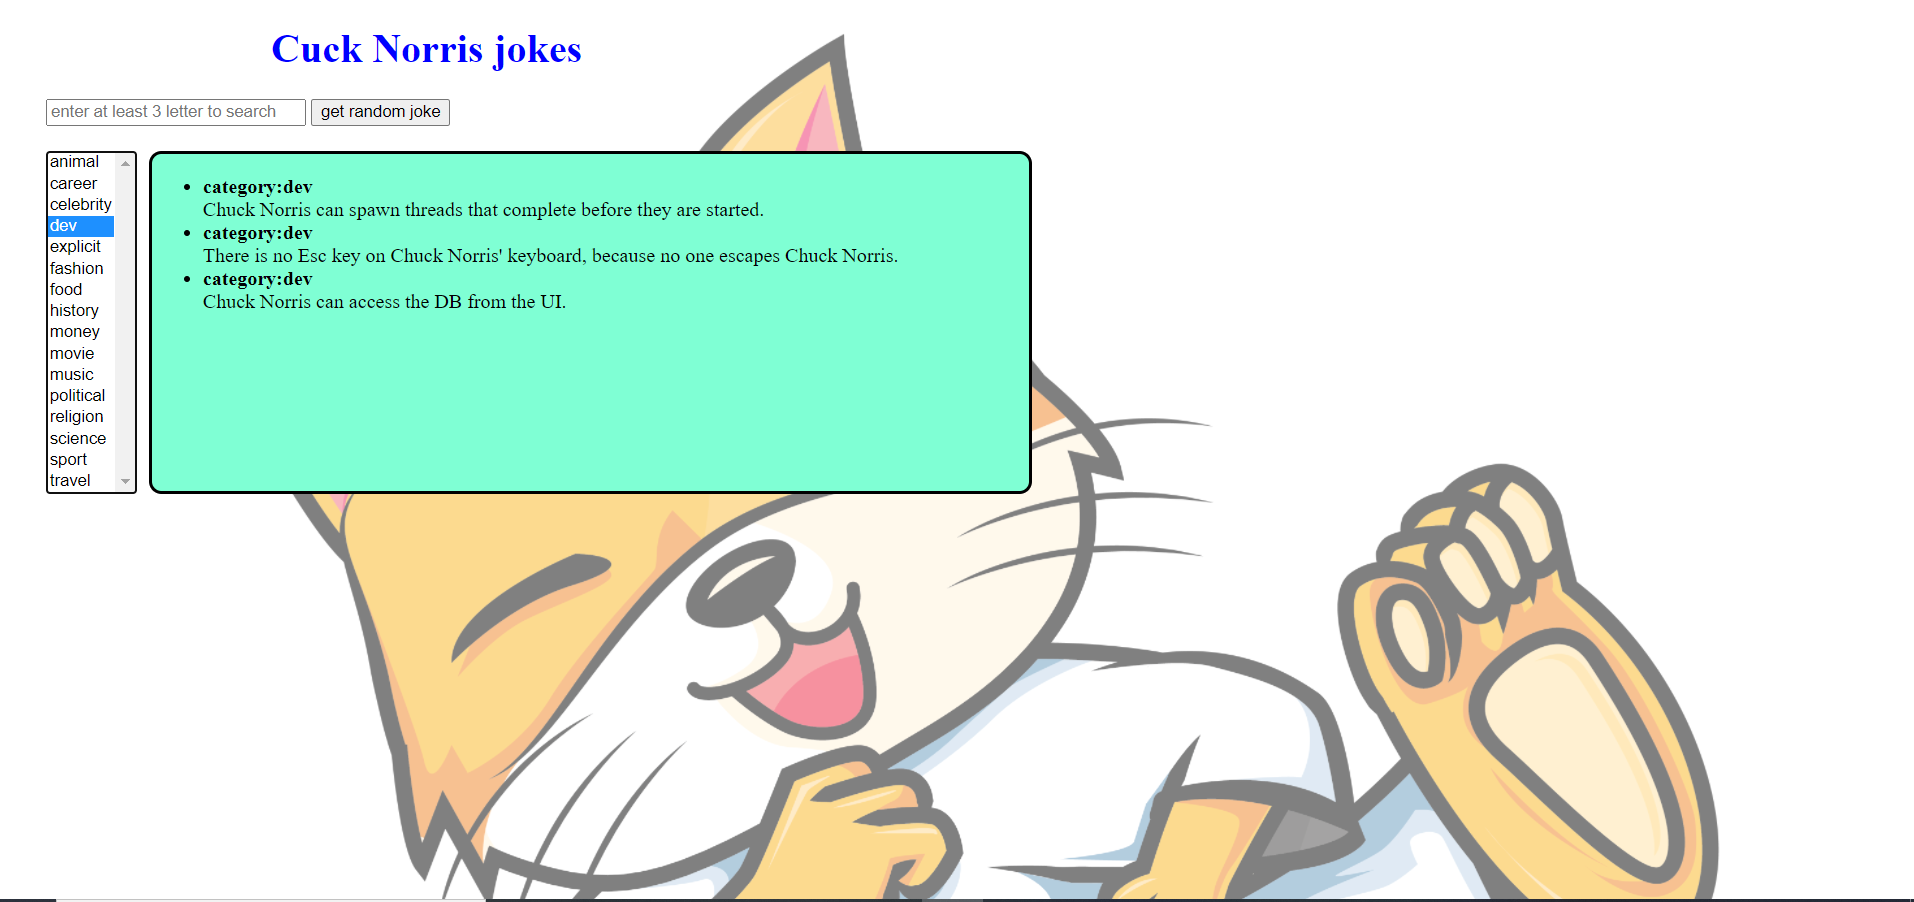 Cuck Norris jokes
enter at least 3 letter to search
get random joke
animal
career
celebrity
dev
explicit
fashion
food
history
money
movie
music
political
religion
science
sport
travel
category:dev
Chuck Norris can spawn threads that complete before they are started.
category:dev
There is no Esc key on Chuck Norris' keyboard, because no one escapes Chuck Norris.
category:dev
Chuck Norris can access the DB from the UI.